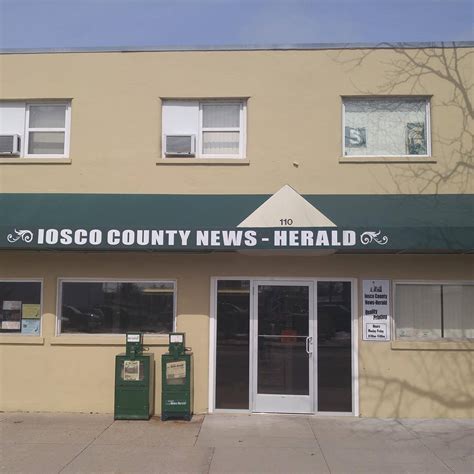 110
IOSCO COUNTY NEWS - HERALD
Iosco County
News-Herald
Quality
Printing
Hours